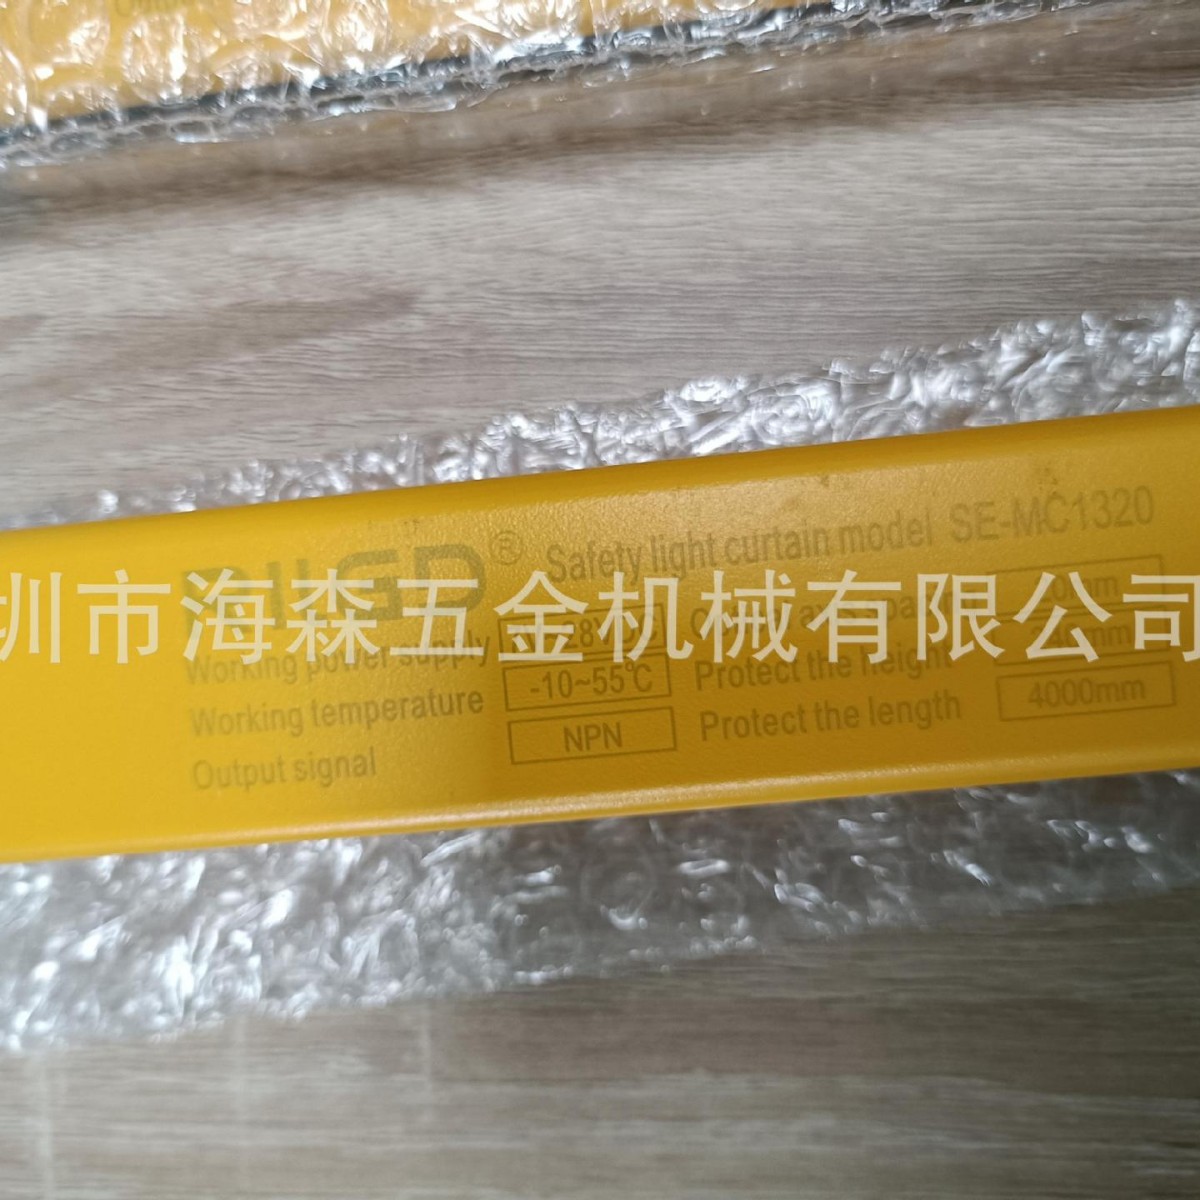 Safety light curtain model SE-MC1320
圳市海森五金机械有限公司
Working power supply
Working temperature -10~55℃ Protect the height
Output signal NPN Protect the length 4000mm